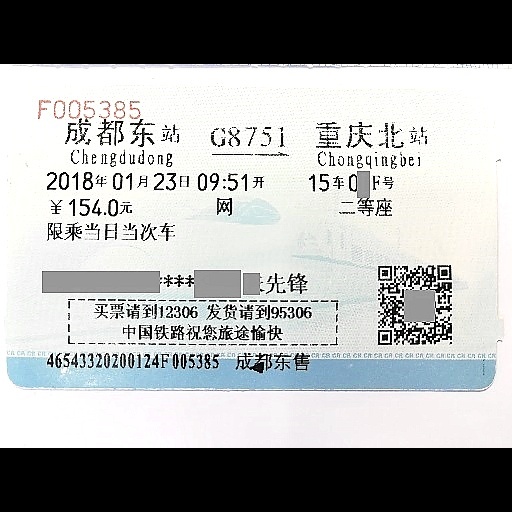 F005385
成都东站 G8751 重庆北站
Chengdudong Chongqingbei
2018年01月23日09:51开 15车0 F号
￥154.0元 网 二等座
限乘当日当次车
*** 先锋
买票请到12306 发货请到95306
中国铁路祝您旅途愉快
46543320200124F005385 成都东售